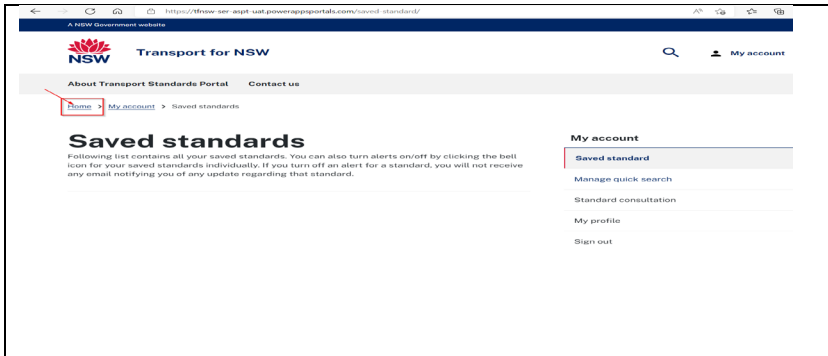 https://tfnsw-ser-aspt-uat.powerappsportals.com/saved-standard/
A NSW Government website
NSW
Transport for NSW
My account
About Transport Standards Portal Contact us
Home > My account > Saved standards
Saved standards
Following list contains all your saved standards. You can also turn alerts on/off by clicking the bell
icon for your saved standards individually. If you turn off an alert for a standard, you will not receive
any email notifying you of any update regarding that standard.
My account
Saved standard
Manage quick search
Standard consultation
My profile
Sign out